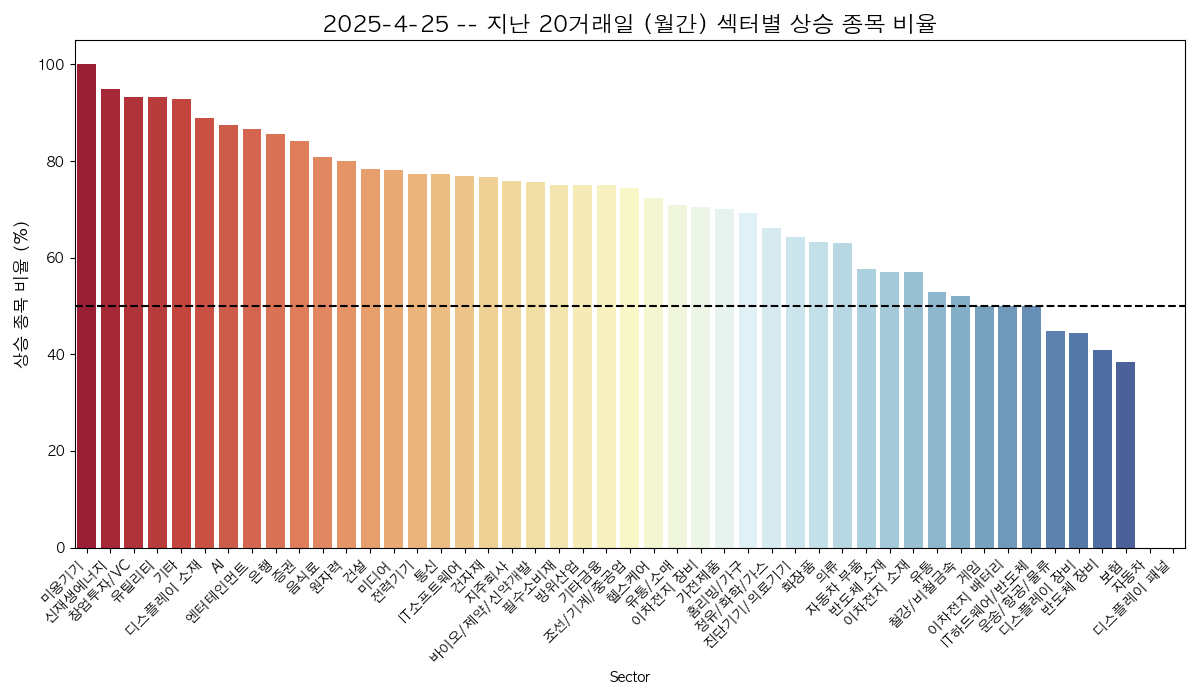 2025-4-25 -- 지난 20거래일 (월간) 섹터별 상승 종목 비율
상승 종목 비율 (%)
100
80
60
40
20
0
미용기기
신재생에너지
창업투자/VC
유틸리티
기타
디스플레이 소재
AI
엔터테인먼트
은행
증권
음식료
원자력
건설
미디어
전력기기
통신
IT소프트웨어
건자재
지주회사
바이오/제약/신약개발
필수소비재
방위산업
기타금융
조선/기계/중공업
헬스케어
유통/소매
이차전지 장비
가전제품
홈리빙/가구
정유/화학/가스
진단기기/의료기기
화장품
의류
자동차 부품
반도체 소재
이차전지 소재
유통
철강/비철금속
게임
이차전지 배터리
IT하드웨어/반도체
운송/항공/물류
디스플레이 장비
반도체 장비
보험
자동차
디스플레이 패널
Sector